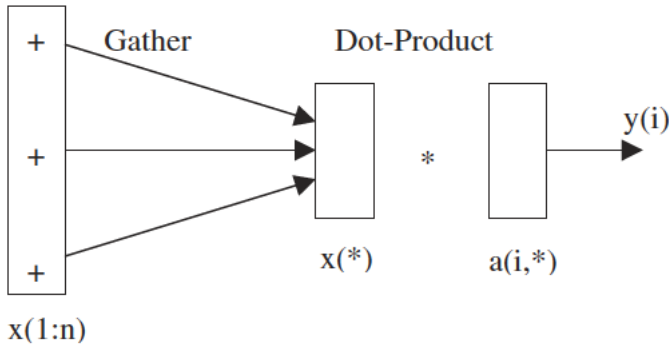 Gather Dot-Product
+
+
+
*
y(i)
x(*) a(i,*)
x(1:n)